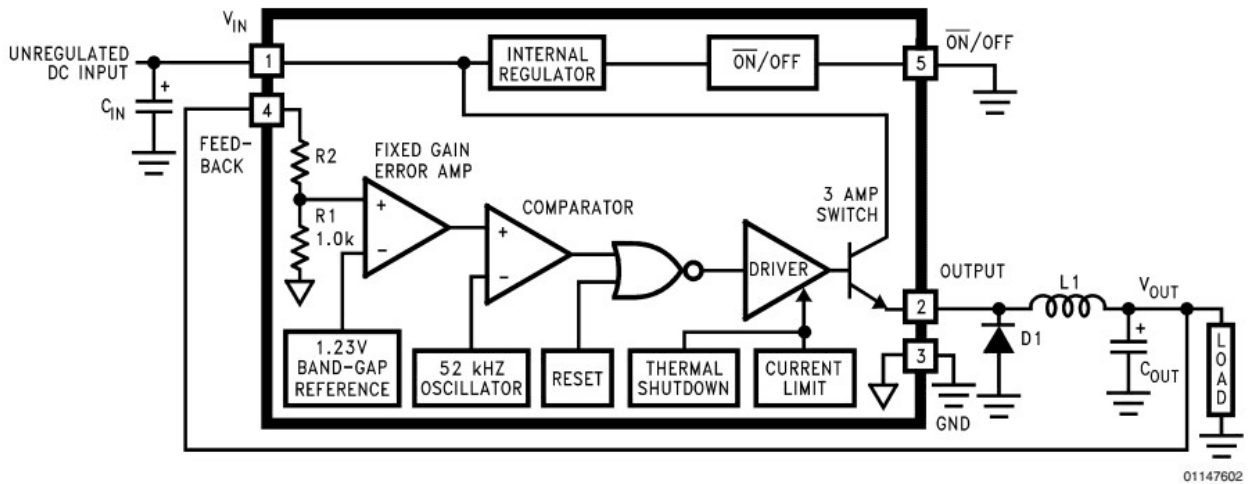 V_IN
UNREGULATED
DC INPUT
1
INTERNAL
REGULATOR
O̅N̅/OFF
5
O̅N̅/OFF
+
C_IN
4
FEED-
BACK
R2
R1
1.0k
FIXED GAIN
ERROR AMP
+
−
COMPARATOR
+
−
DRIVER
3 AMP
SWITCH
1.23V
BAND-GAP
REFERENCE
52 kHZ
OSCILLATOR
RESET
THERMAL
SHUTDOWN
CURRENT
LIMIT
OUTPUT
2
3
GND
D1
L1
V_OUT
+
C_OUT
LOAD
01147602